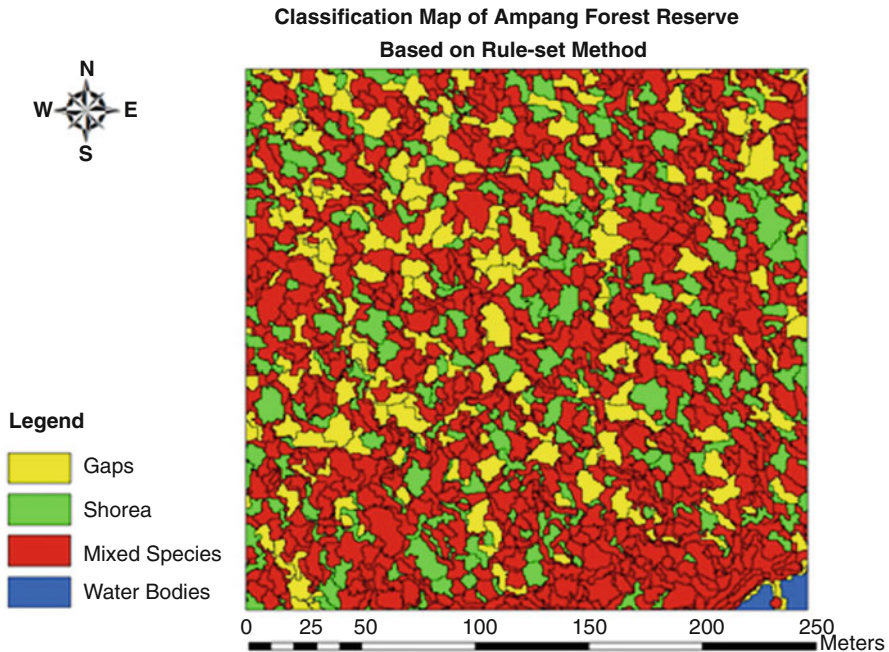 Classification Map of Ampang Forest Reserve
Based on Rule-set Method
N
W E
S
Legend
Gaps
Shorea
Mixed Species
Water Bodies
0 25 50 100 150 200 250
Meters